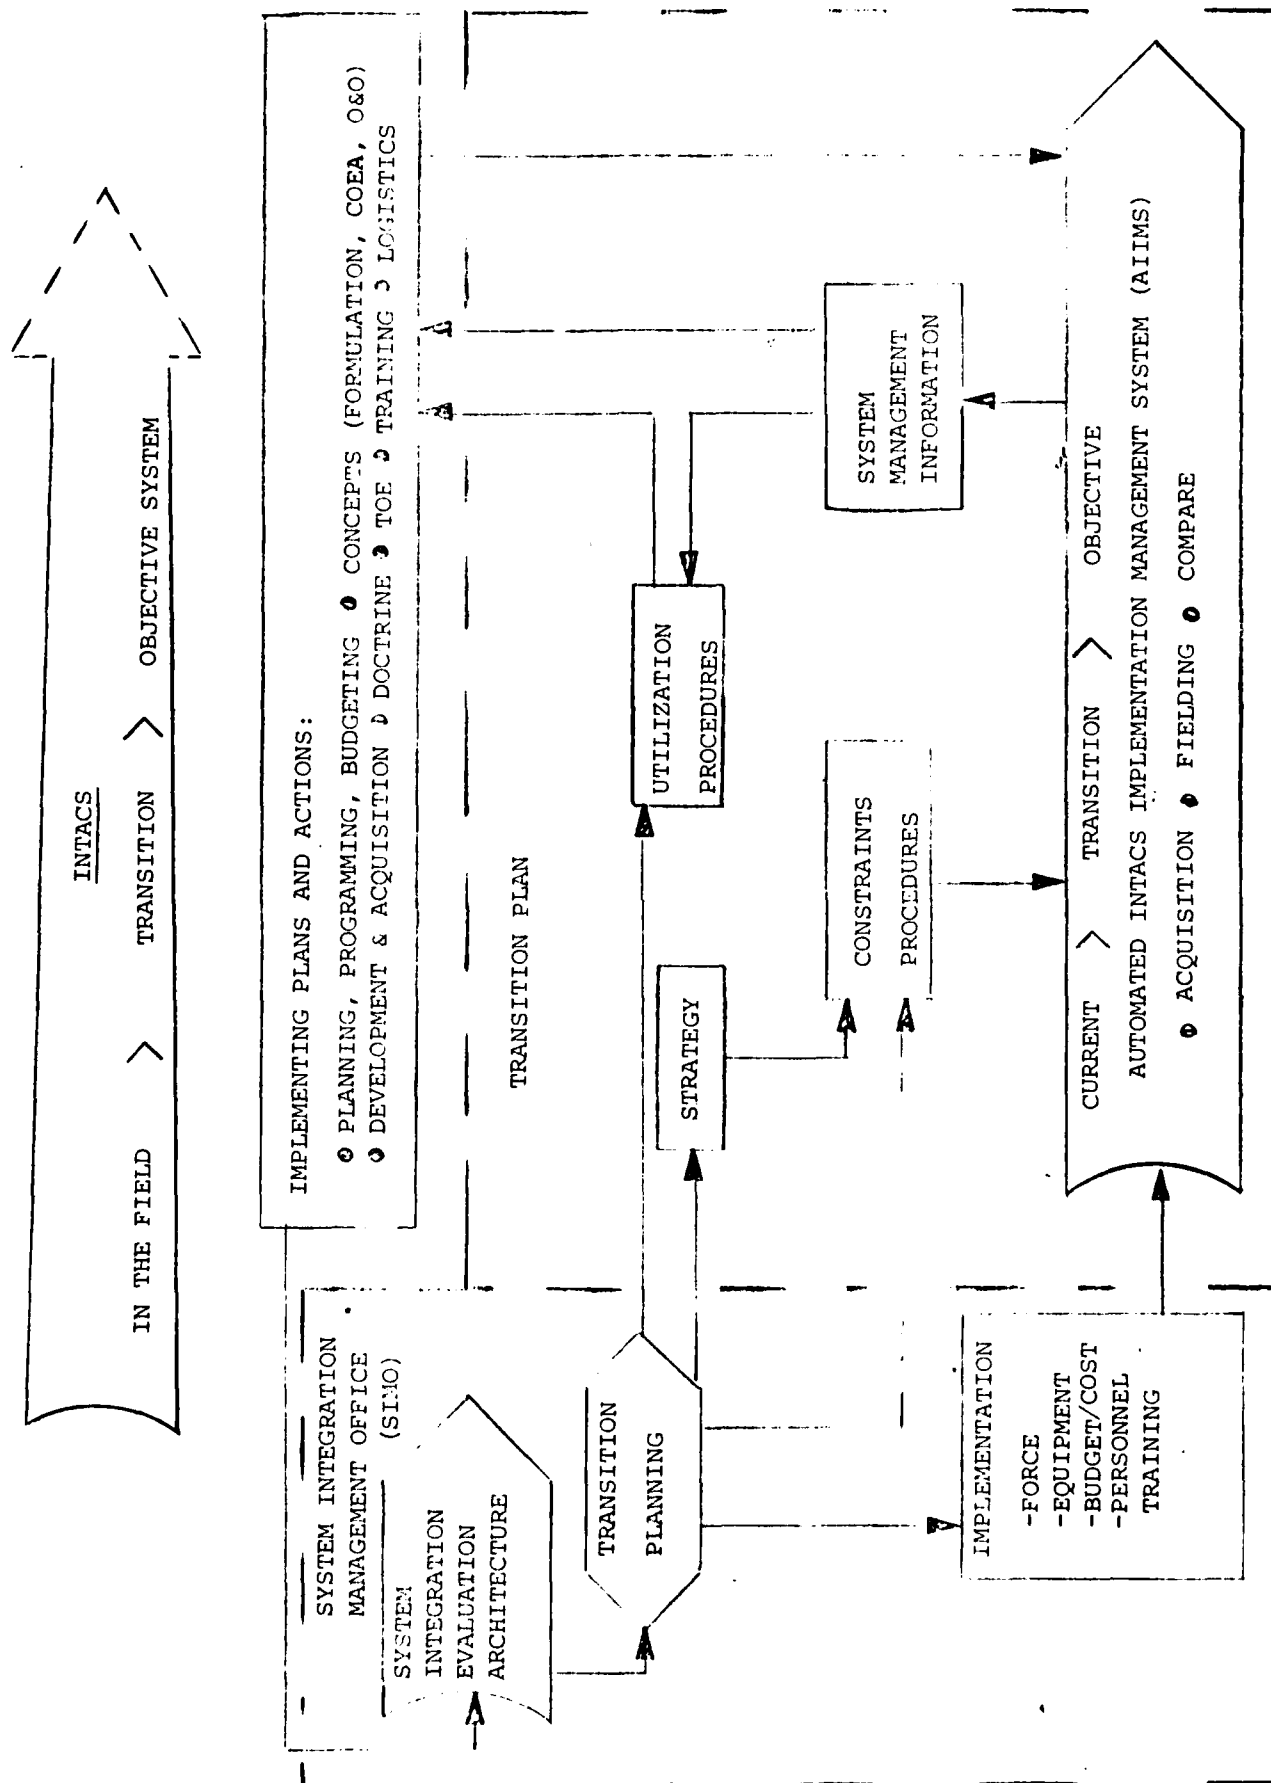 INTACS
IN THE FIELD > TRANSITION > OBJECTIVE SYSTEM
IMPLEMENTING PLANS AND ACTIONS:
● PLANNING, PROGRAMMING, BUDGETING ● CONCEPTS (FORMULATION, COEA, O&O)
● DEVELOPMENT & ACQUISITION ● DOCTRINE ● TOE ● TRAINING ● LOGISTICS
SYSTEM INTEGRATION
MANAGEMENT OFFICE
(SIMO)
SYSTEM
INTEGRATION
EVALUATION
ARCHITECTURE
TRANSITION PLAN
TRANSITION
PLANNING
STRATEGY
UTILIZATION
PROCEDURES
CONSTRAINTS
PROCEDURES
SYSTEM
MANAGEMENT
INFORMATION
IMPLEMENTATION
-FORCE
-EQUIPMENT
-BUDGET/COST
-PERSONNEL
TRAINING
CURRENT > TRANSITION > OBJECTIVE
AUTOMATED INTACS IMPLEMENTATION MANAGEMENT SYSTEM (AIIMS)
● ACQUISITION ● FIELDING ● COMPARE